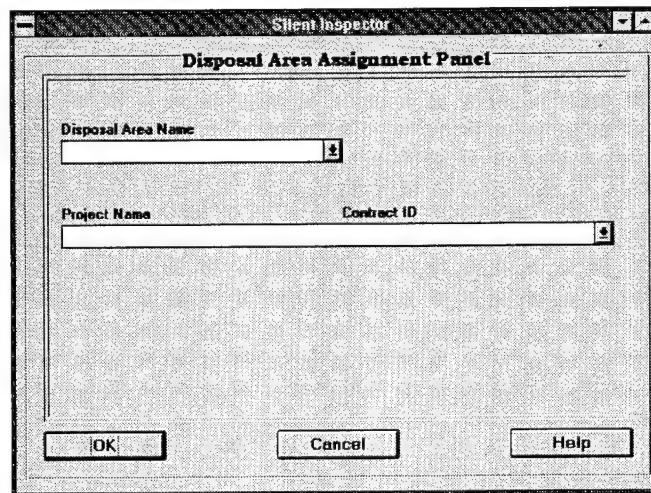 Silent Inspector
Disposal Area Assignment Panel
Disposal Area Name
Project Name Contract ID
OK Cancel Help